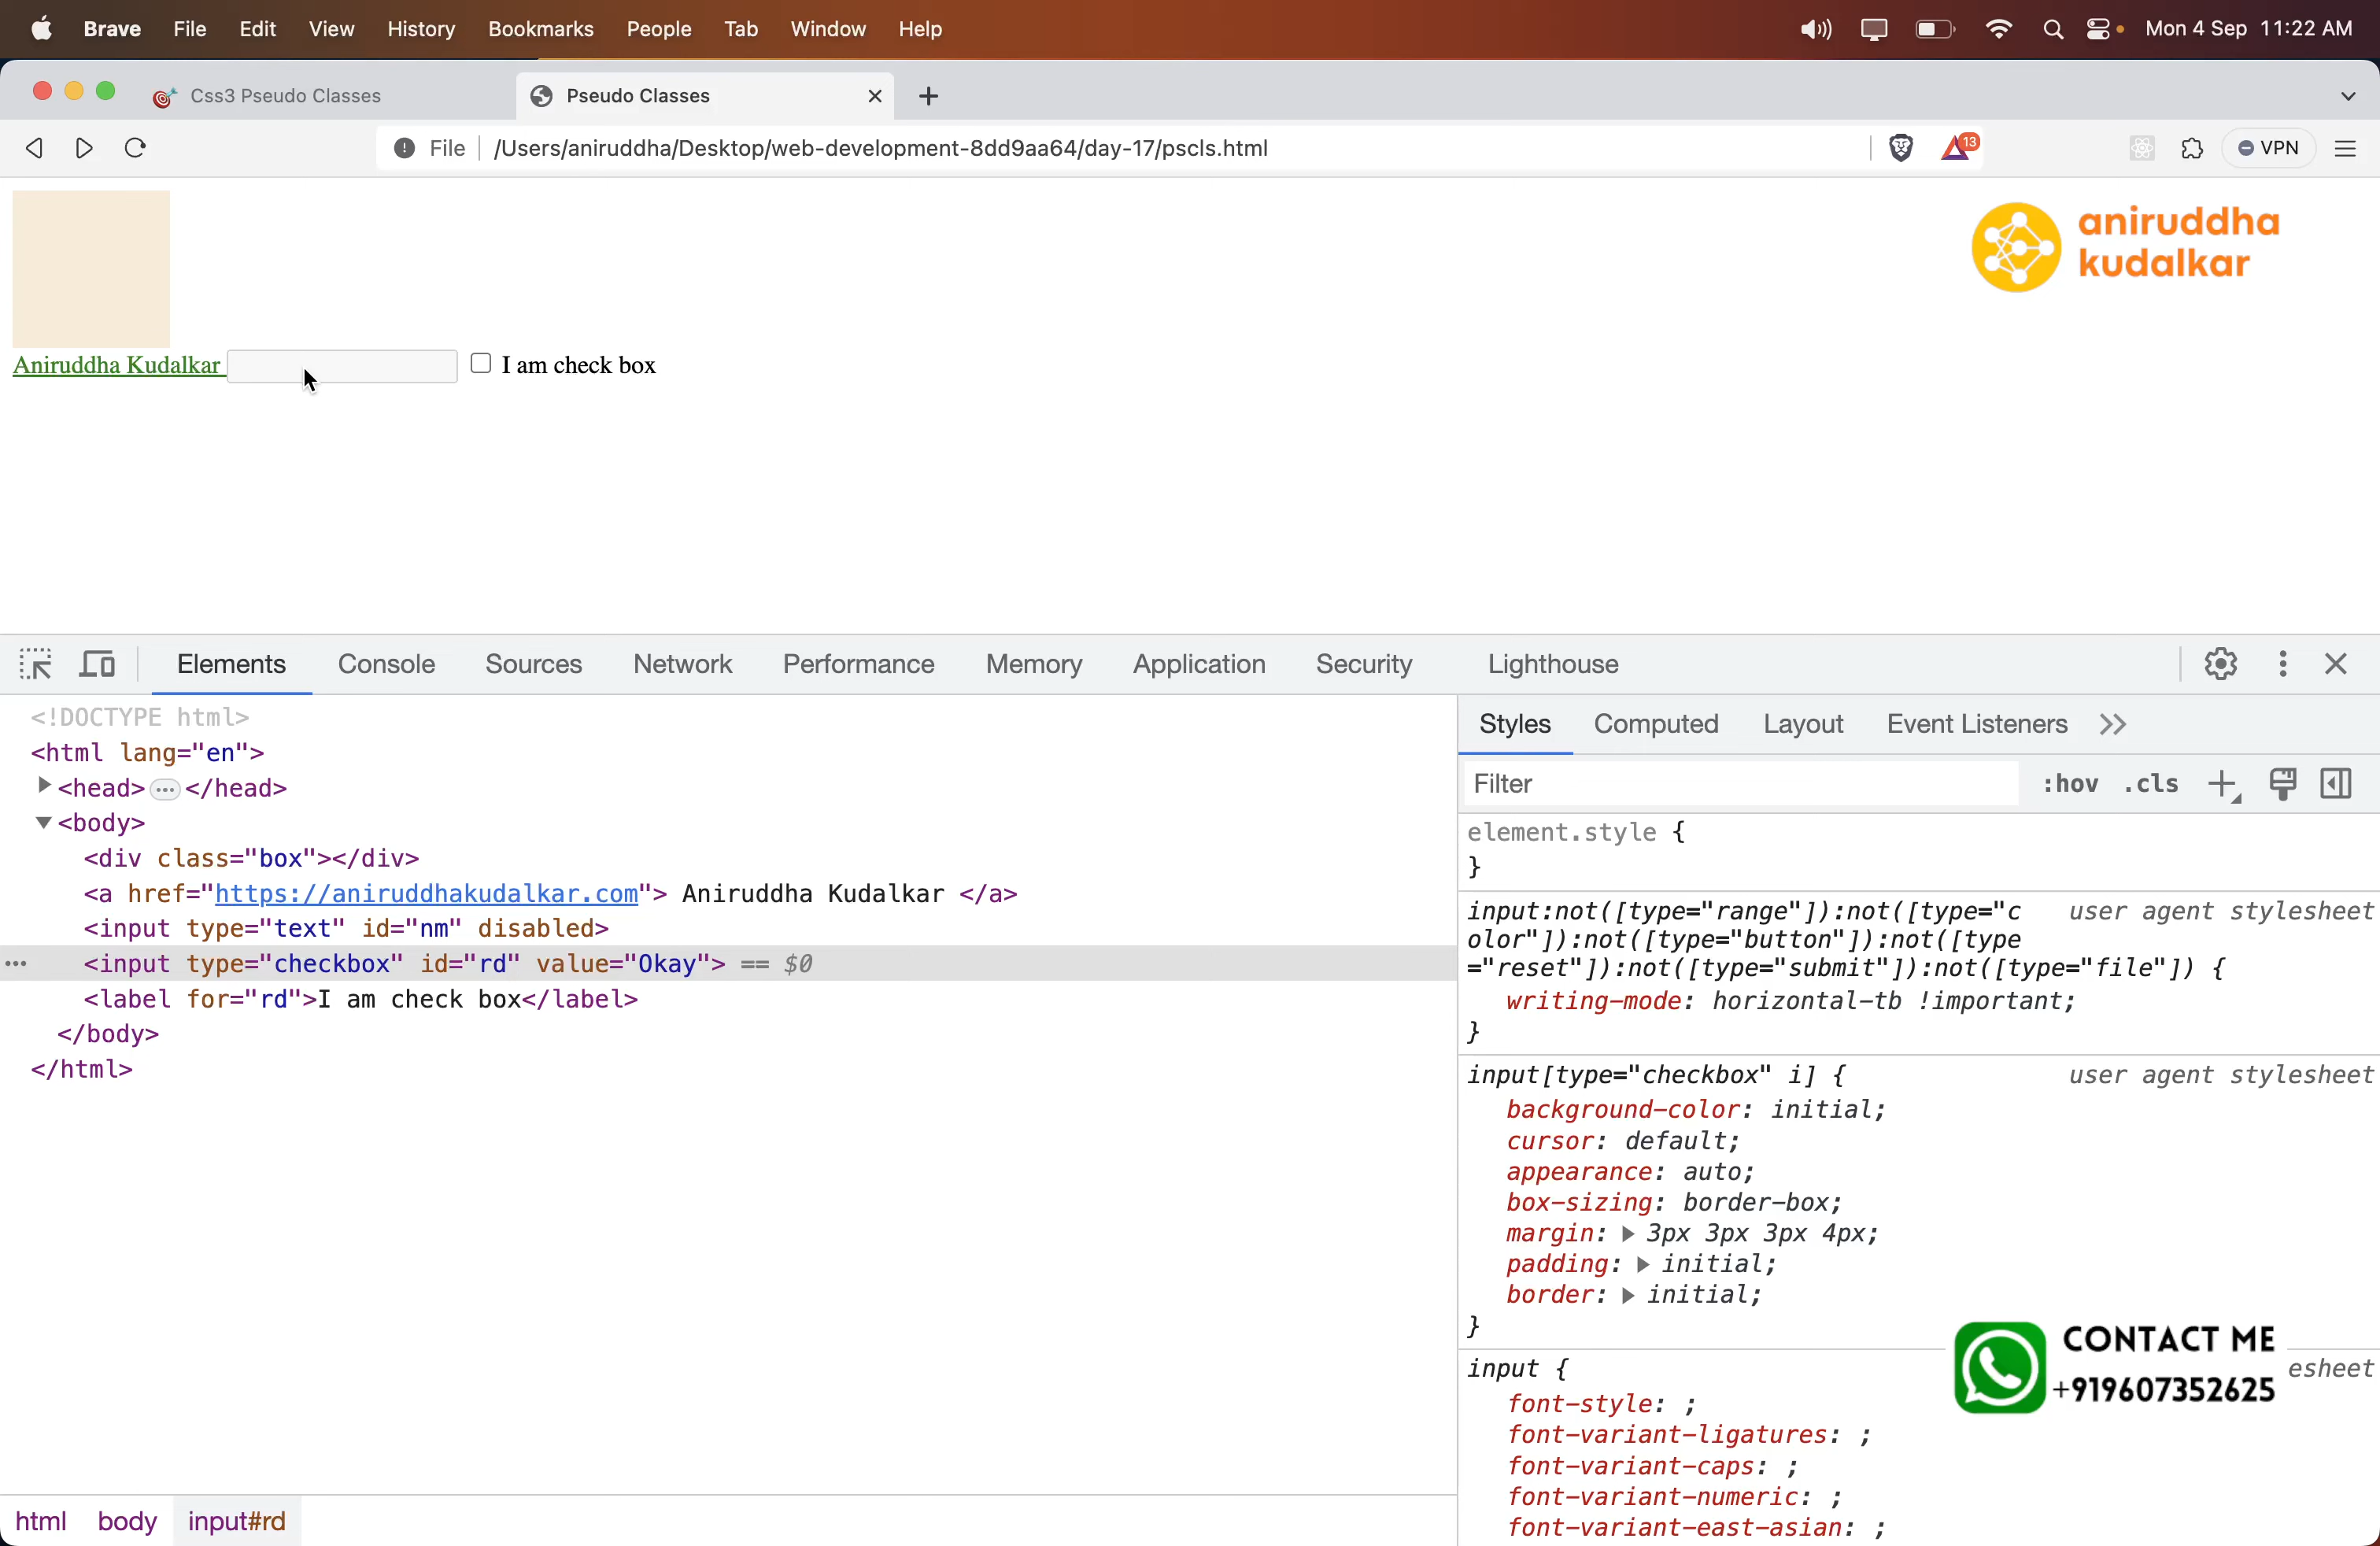 Brave File Edit View History Bookmarks People Tab Window Help Mon 4 Sep 11:22 AM
Css3 Pseudo Classes Pseudo Classes
File /Users/aniruddha/Desktop/web-development-8dd9aa64/day-17/pscls.html 13 VPN
aniruddha
kudalkar
Aniruddha Kudalkar I am check box
Elements Console Sources Network Performance Memory Application Security Lighthouse
<!DOCTYPE html>
<html lang="en">
<head>…</head>
<body>
<div class="box"></div>
<a href="https://aniruddhakudalkar.com"> Aniruddha Kudalkar </a>
<input type="text" id="nm" disabled>
<input type="checkbox" id="rd" value="Okay"> == $0
<label for="rd">I am check box</label>
</body>
</html>
html body input#rd
Styles Computed Layout Event Listeners
Filter :hov .cls
element.style {
}
input:not([type="range"]):not([type="c user agent stylesheet
olor"]):not([type="button"]):not([type
="reset"]):not([type="submit"]):not([type="file"]) {
writing-mode: horizontal-tb !important;
}
input[type="checkbox" i] { user agent stylesheet
background-color: initial;
cursor: default;
appearance: auto;
box-sizing: border-box;
margin: 3px 3px 3px 4px;
padding: initial;
border: initial;
}
input { esheet
font-style: ;
font-variant-ligatures: ;
font-variant-caps: ;
font-variant-numeric: ;
font-variant-east-asian: ;
CONTACT ME
+919607352625